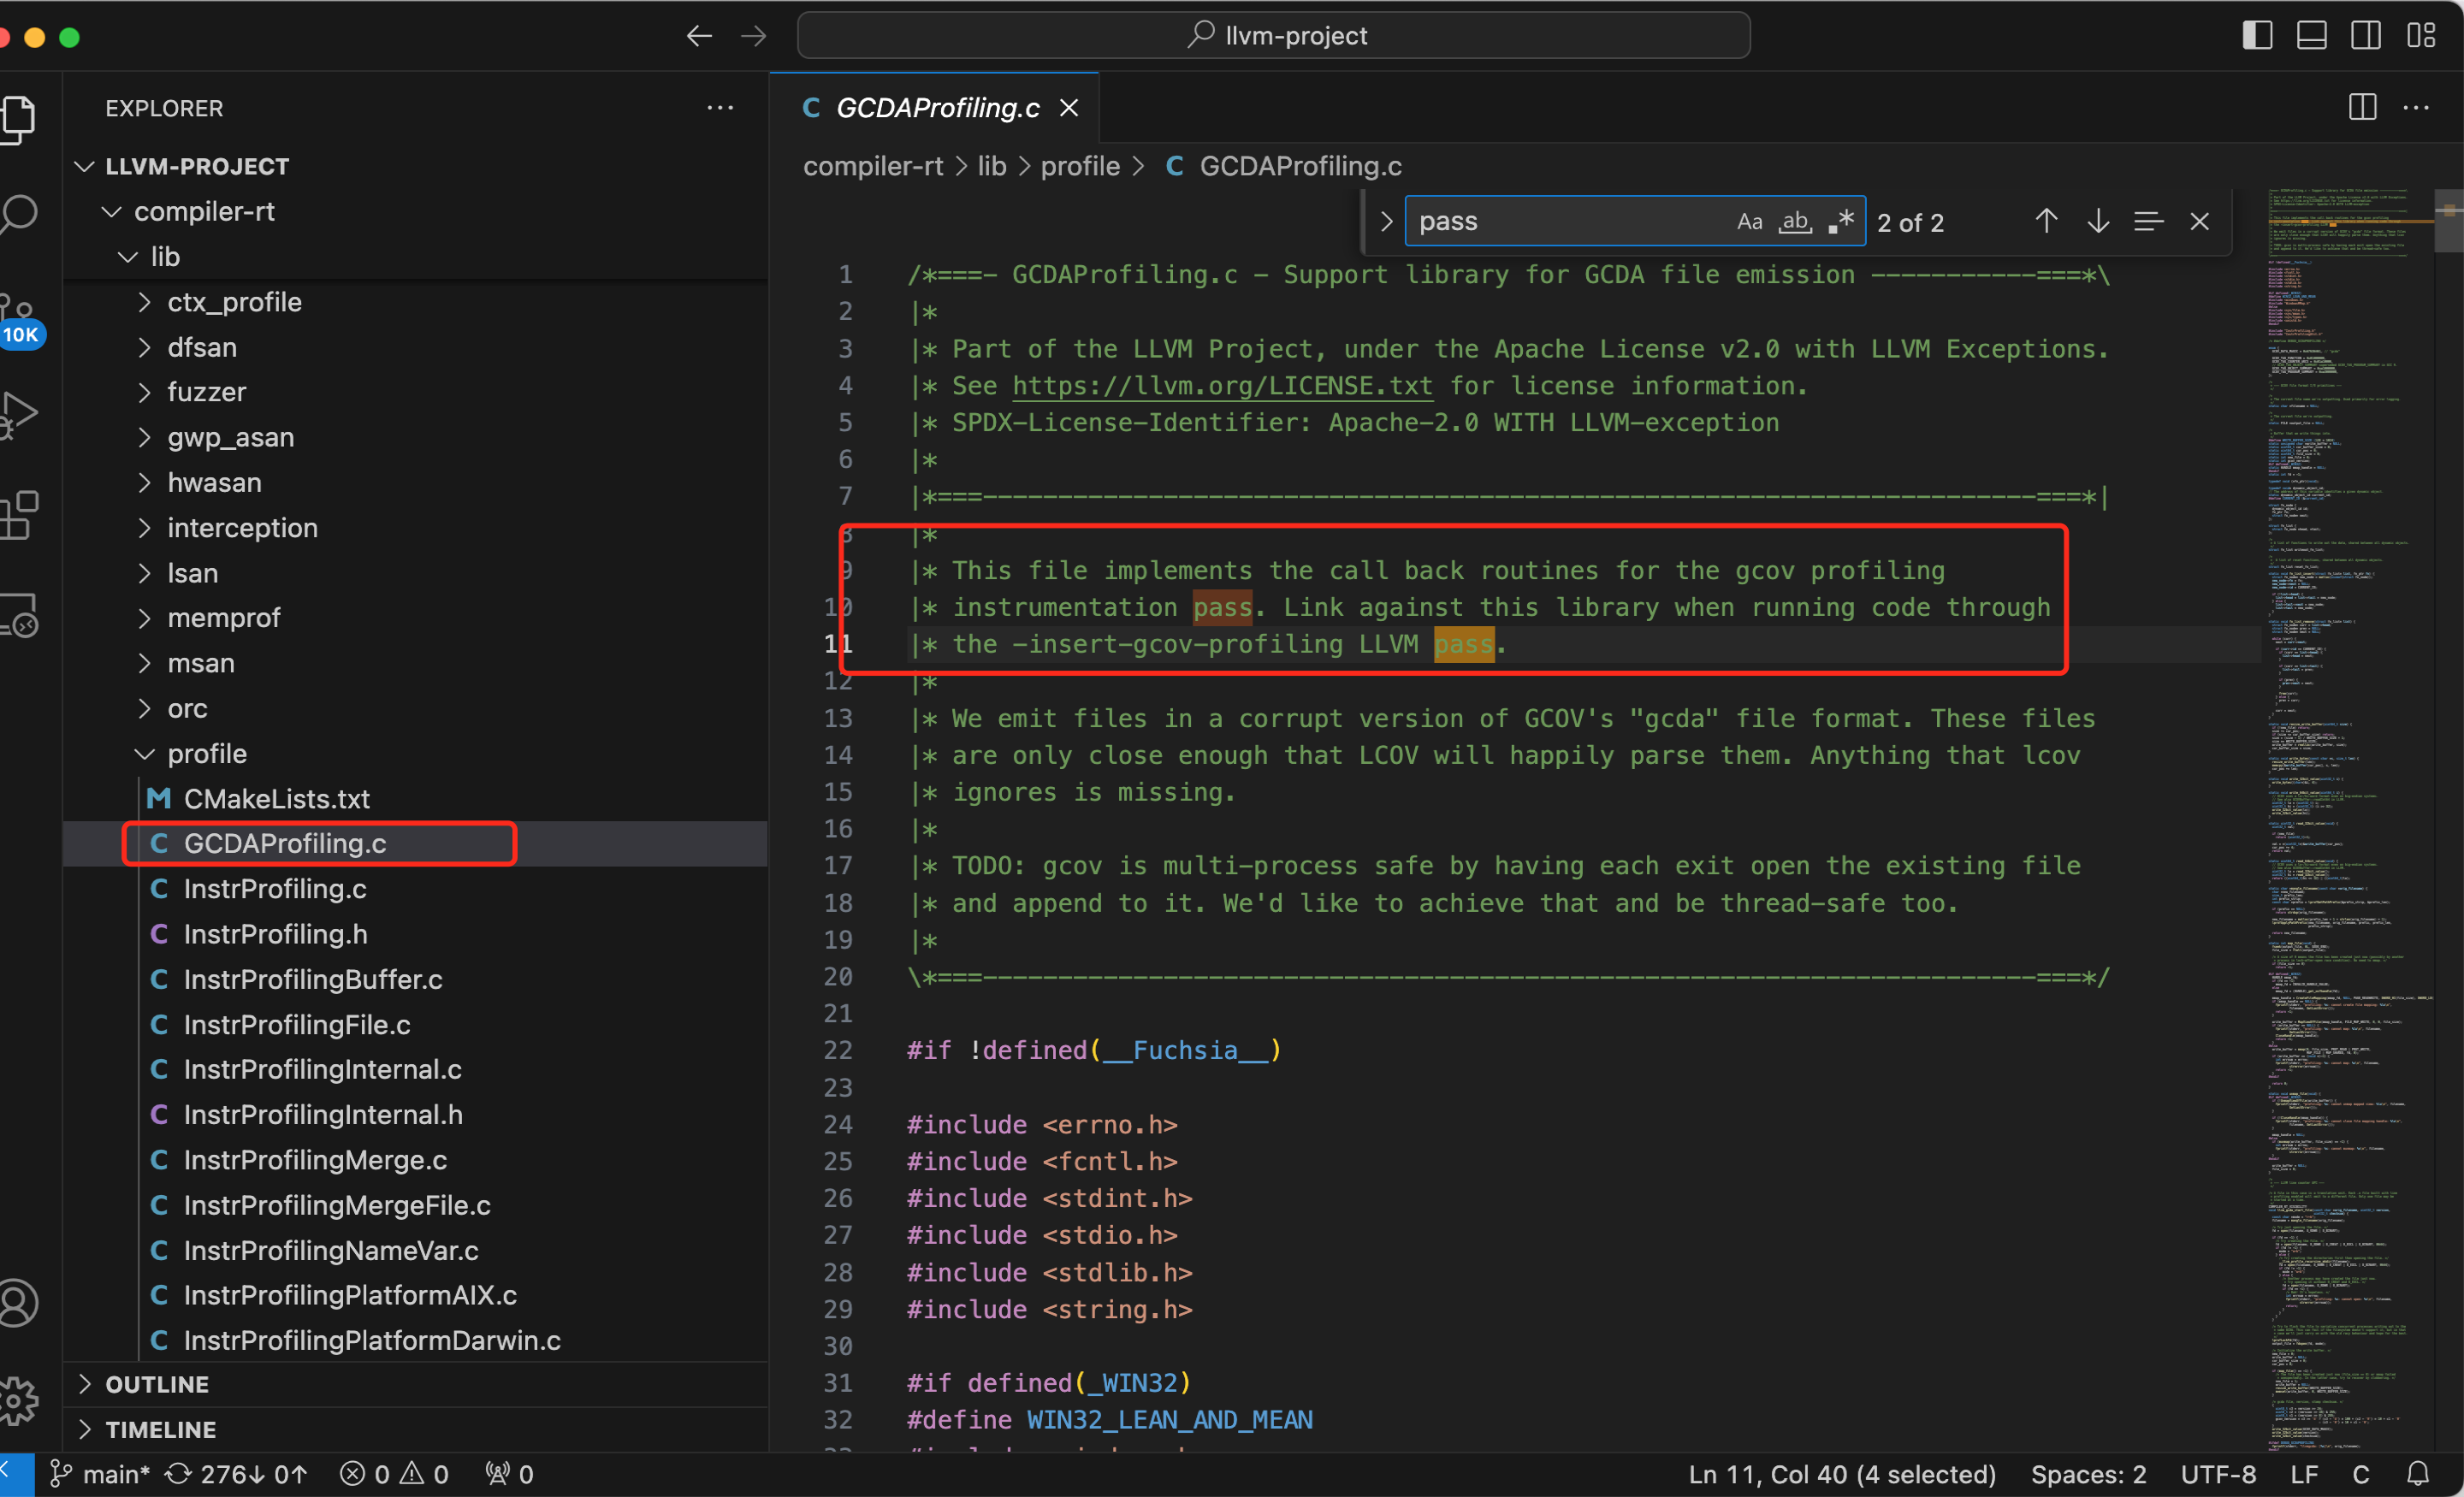 llvm-project
EXPLORER
LLVM-PROJECT
compiler-rt
lib
ctx_profile
dfsan
fuzzer
gwp_asan
hwasan
interception
lsan
memprof
msan
orc
profile
M CMakeLists.txt
C GCDAProfiling.c
C InstrProfiling.c
C InstrProfiling.h
C InstrProfilingBuffer.c
C InstrProfilingFile.c
C InstrProfilingInternal.c
C InstrProfilingInternal.h
C InstrProfilingMerge.c
C InstrProfilingMergeFile.c
C InstrProfilingNameVar.c
C InstrProfilingPlatformAIX.c
C InstrProfilingPlatformDarwin.c
OUTLINE
TIMELINE
10K
C GCDAProfiling.c
compiler-rt > lib > profile > C GCDAProfiling.c
pass Aa ab .* 2 of 2
1 /*===- GCDAProfiling.c - Support library for GCDA file emission -----------===*\
2 |*
3 |* Part of the LLVM Project, under the Apache License v2.0 with LLVM Exceptions.
4 |* See https://llvm.org/LICENSE.txt for license information.
5 |* SPDX-License-Identifier: Apache-2.0 WITH LLVM-exception
6 |*
7 |*===----------------------------------------------------------------------===*|
8 |*
9 |* This file implements the call back routines for the gcov profiling
10 |* instrumentation pass. Link against this library when running code through
11 |* the -insert-gcov-profiling LLVM pass.
12 |*
13 |* We emit files in a corrupt version of GCOV's "gcda" file format. These files
14 |* are only close enough that LCOV will happily parse them. Anything that lcov
15 |* ignores is missing.
16 |*
17 |* TODO: gcov is multi-process safe by having each exit open the existing file
18 |* and append to it. We'd like to achieve that and be thread-safe too.
19 |*
20 \*===----------------------------------------------------------------------===*/
21
22 #if !defined(__Fuchsia__)
23
24 #include <errno.h>
25 #include <fcntl.h>
26 #include <stdint.h>
27 #include <stdio.h>
28 #include <stdlib.h>
29 #include <string.h>
30
31 #if defined(_WIN32)
32 #define WIN32_LEAN_AND_MEAN
main* 276↓ 0↑ 0 0 0
Ln 11, Col 40 (4 selected) Spaces: 2 UTF-8 LF C